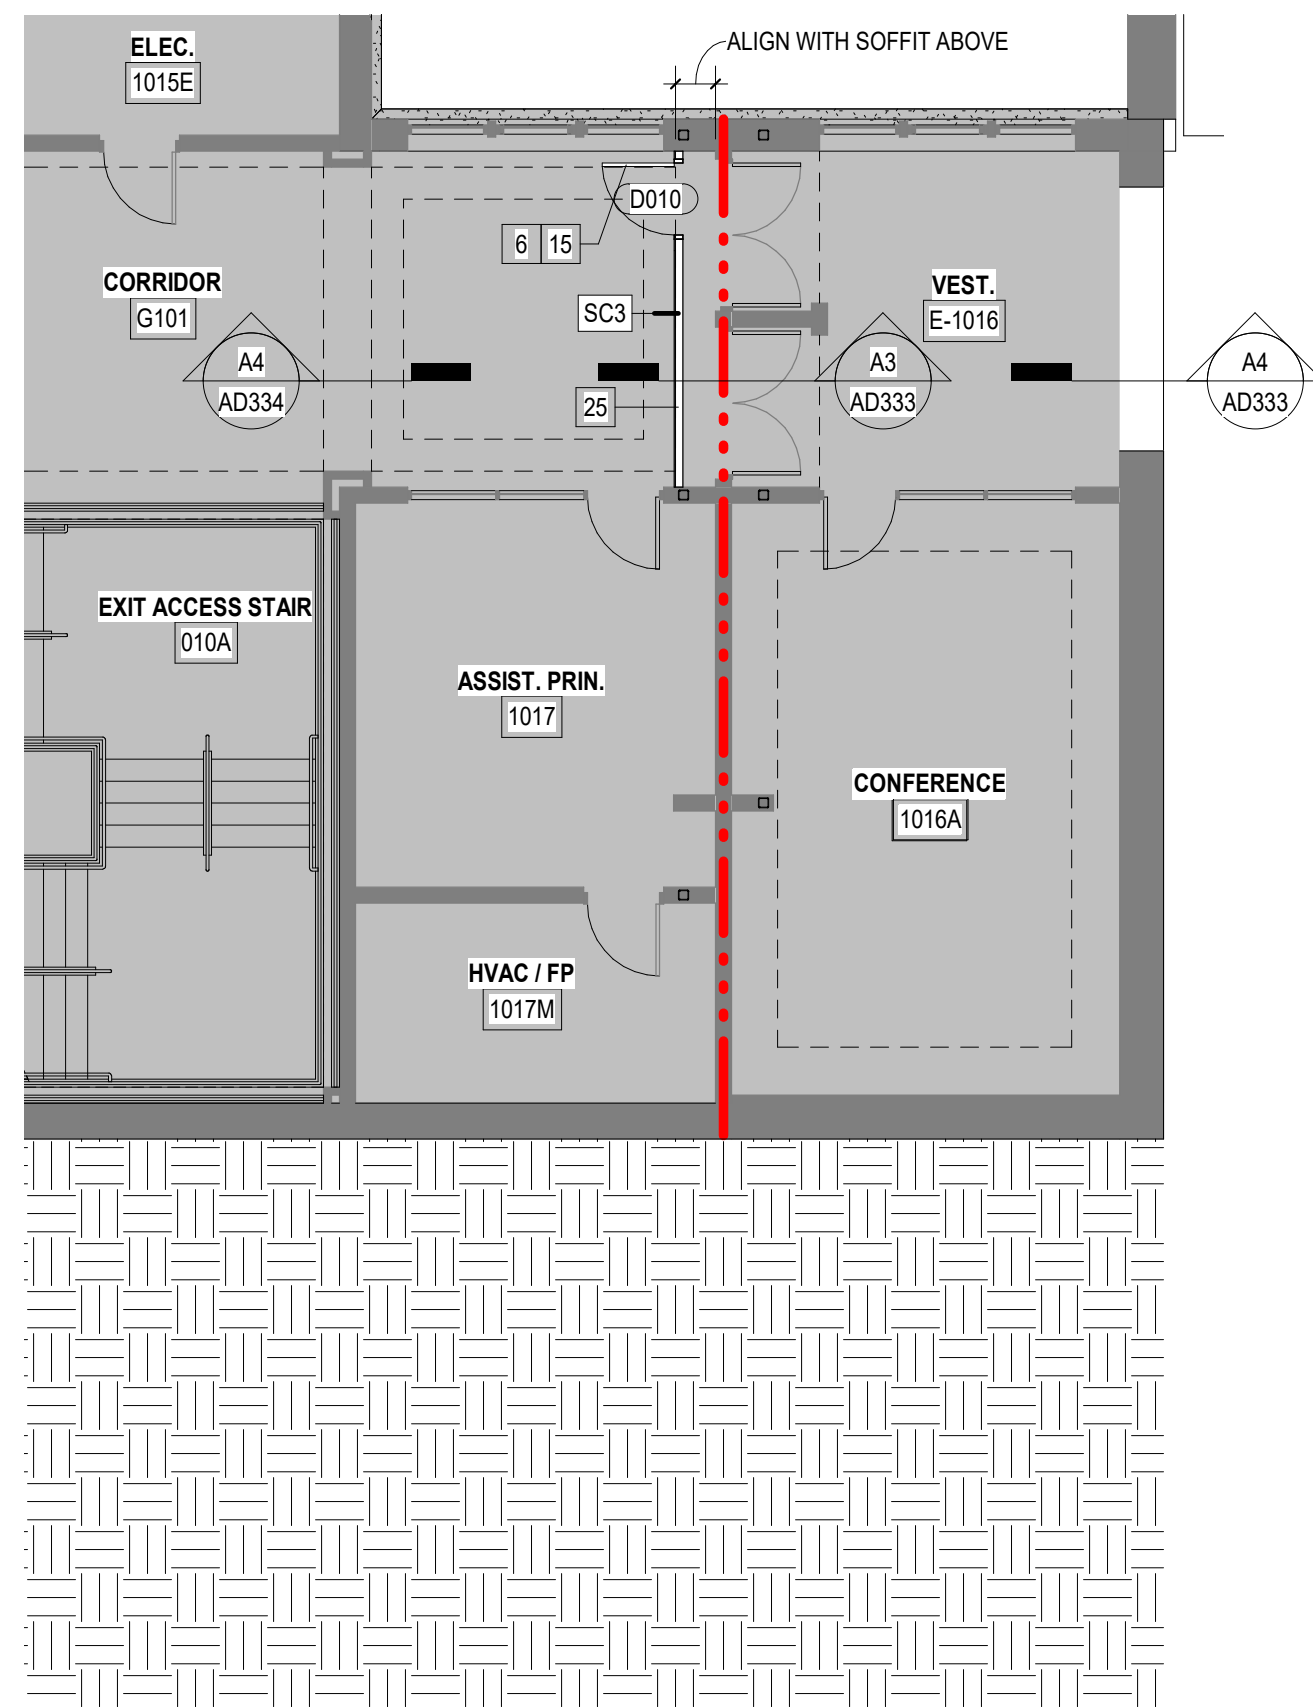 ALIGN WITH SOFFIT ABOVE
ELEC.
1015E
D010
6 15
CORRIDOR
G101
SC3
VEST.
E-1016
A4
AD334
A3
AD333
A4
AD333
25
EXIT ACCESS STAIR
010A
ASSIST. PRIN.
1017
CONFERENCE
1016A
HVAC / FP
1017M